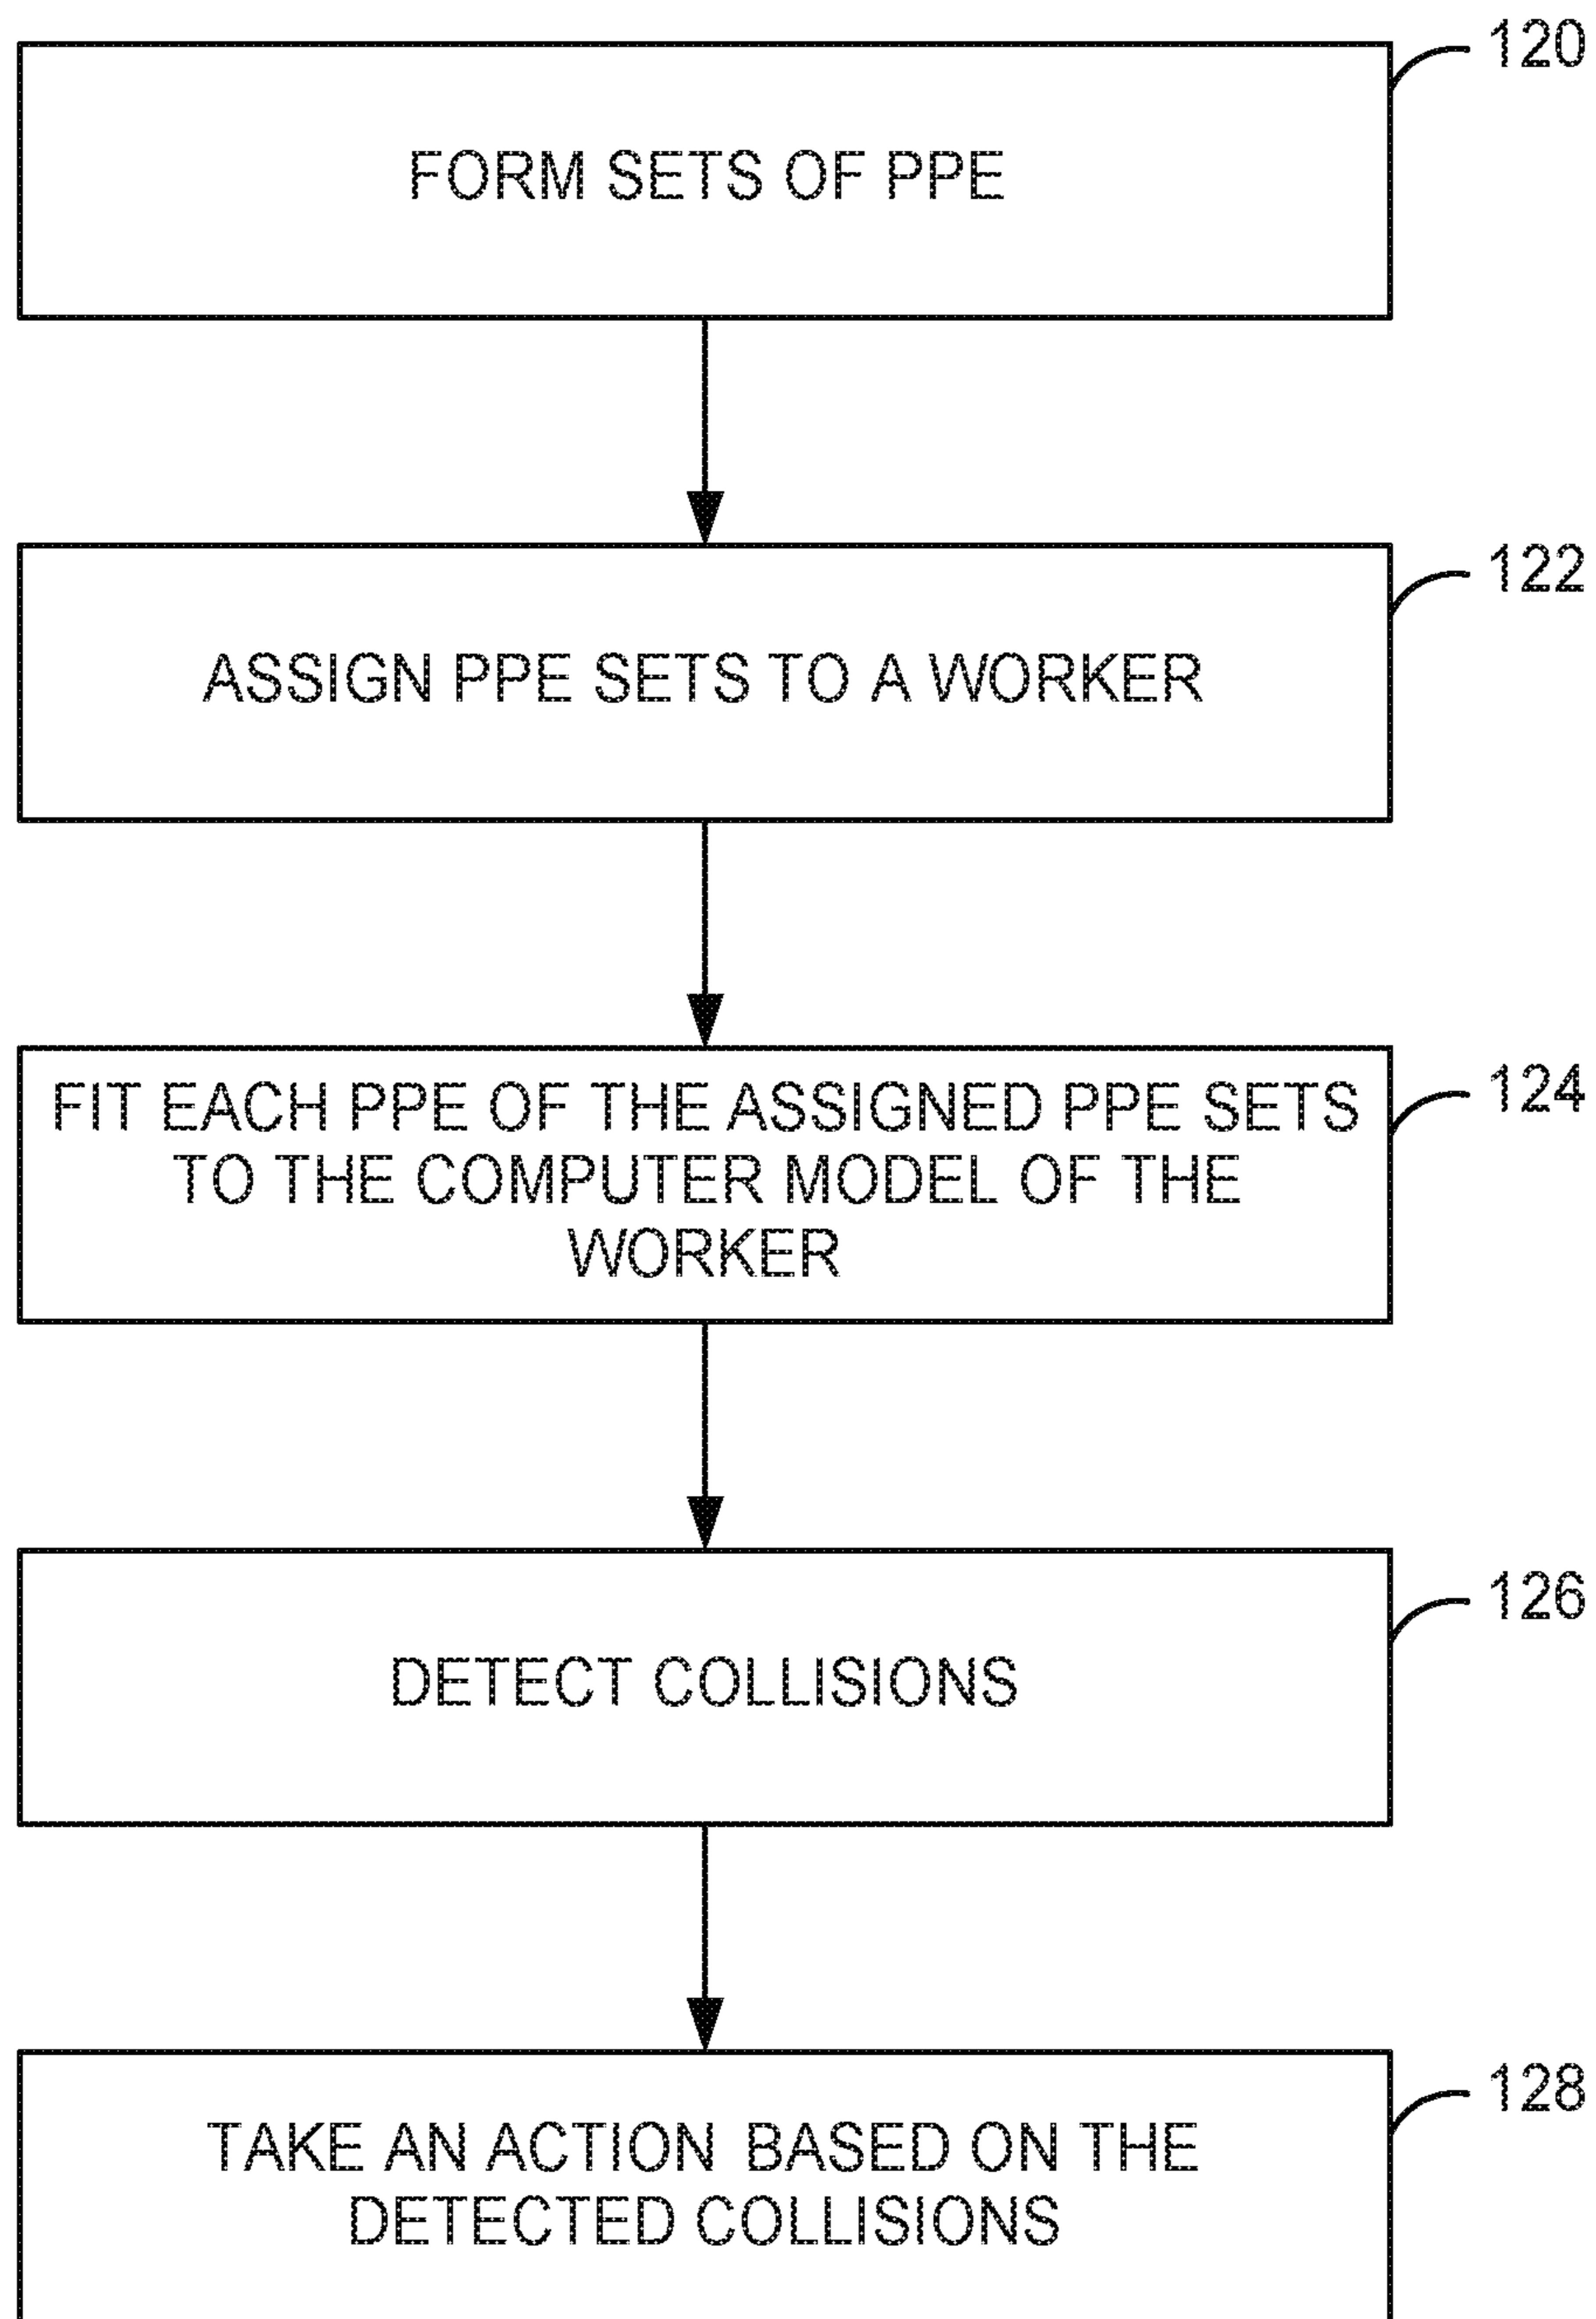 120
FORM SETS OF PPE
122
ASSIGN PPE SETS TO A WORKER
124
FIT EACH PPE OF THE ASSIGNED PPE SETS
TO THE COMPUTER MODEL OF THE
WORKER
126
DETECT COLLISIONS
128
TAKE AN ACTION BASED ON THE
DETECTED COLLISIONS